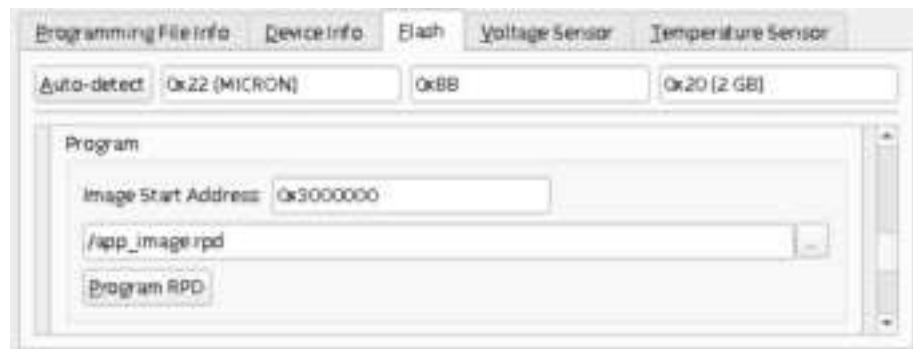 Programming File Info Device Info Flash Voltage Sensor Temperature Sensor
Auto-detect 0x22 (MICRON) 0xBB 0x20 (2 GB)
Program
Image Start Address 0x3000000
/app_image.rpd ...
Program RPD